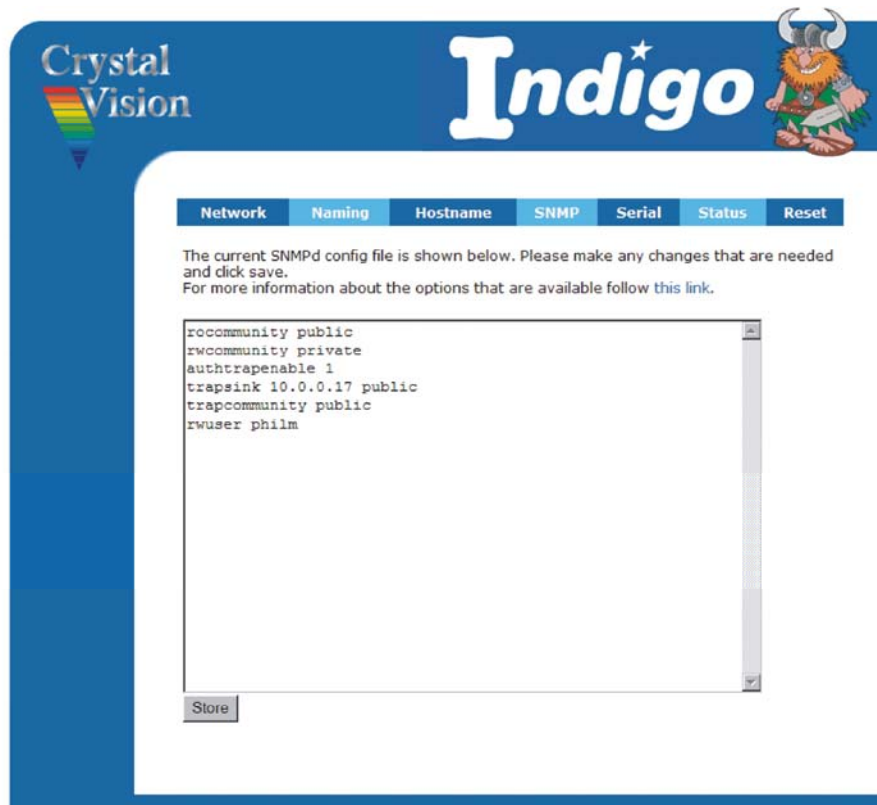 Crystal
Vision
Indigo
Network Naming Hostname SNMP Serial Status Reset
The current SNMPd config file is shown below. Please make any changes that are needed
and click save.
For more information about the options that are available follow this link.
rocommunity public
rwcommunity private
authtrapenable 1
trapsink 10.0.0.17 public
trapcommunity public
rwuser philm
Store